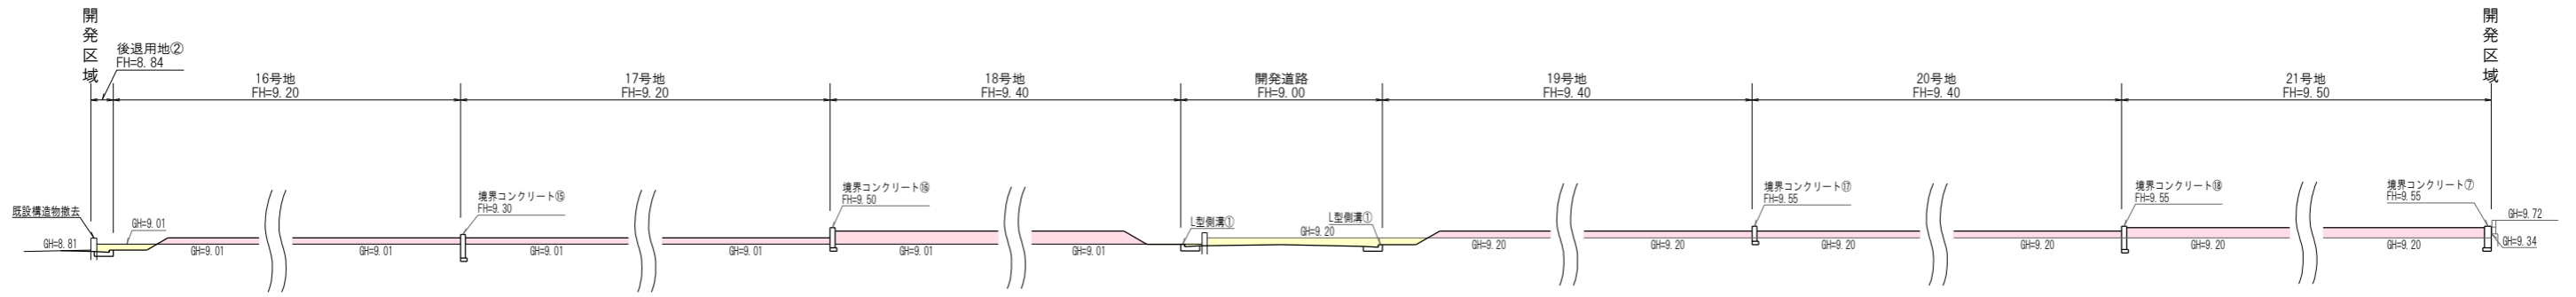 開発区域
後退用地②
FH=8.84
16号地
FH=9.20
17号地
FH=9.20
18号地
FH=9.40
開発道路
FH=9.00
19号地
FH=9.40
20号地
FH=9.40
21号地
FH=9.50
開発区域
既設構造物撤去
GH=8.81
GH=9.01
GH=9.01
GH=9.01
境界コンクリート⑮
FH=9.30
GH=9.01
GH=9.01
境界コンクリート⑯
FH=9.50
GH=9.01
GH=9.01
L型側溝①
L型側溝①
GH=9.20
GH=9.20
GH=9.20
境界コンクリート⑰
FH=9.55
GH=9.20
GH=9.20
境界コンクリート⑱
FH=9.55
GH=9.20
GH=9.20
境界コンクリート⑦
FH=9.55
GH=9.72
GH=9.34